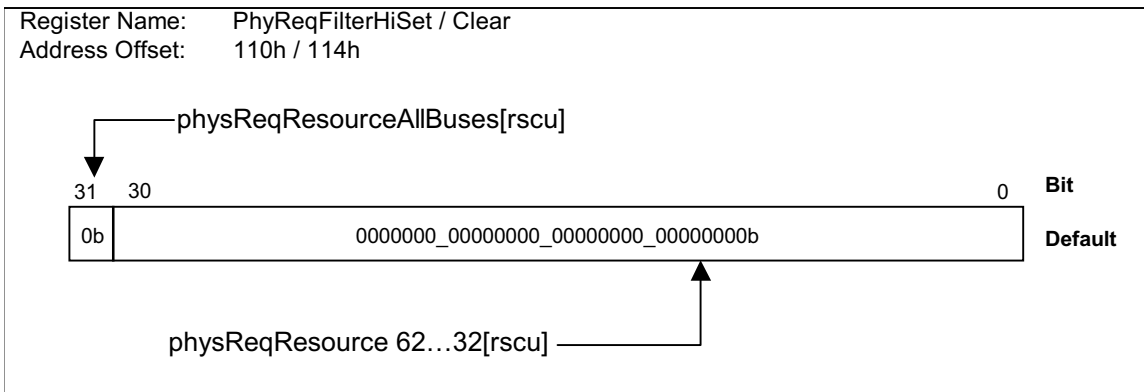 Register Name: PhyReqFilterHiSet / Clear
Address Offset: 110h / 114h
physReqResourceAllBuses[rscu]
31 30 0 Bit
0b 0000000_00000000_00000000_00000000b Default
physReqResource 62…32[rscu]